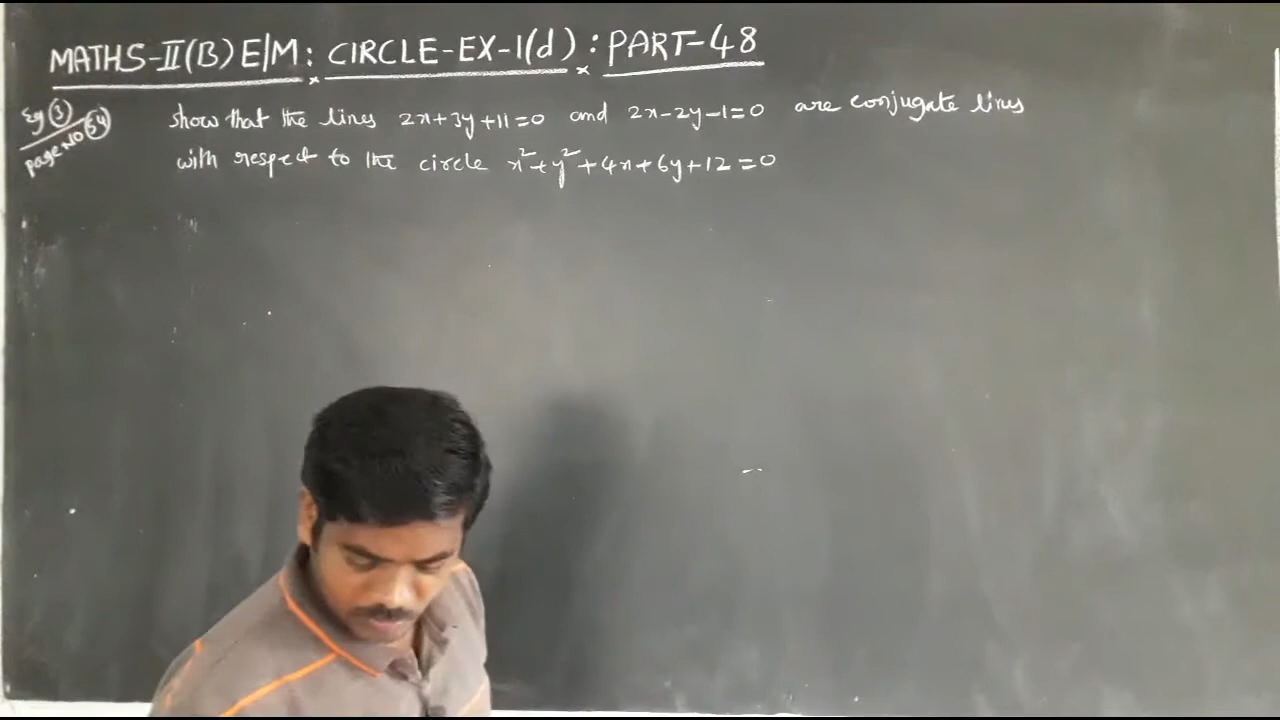 MATHS-II(B) E/M: CIRCLE-EX-1(d): PART-48
Eg (3)
page NO (54)
show that the lines 2x+3y+11=0 and 2x-2y-1=0 are conjugate lines
with respect to the circle x²+y²+4x+6y+12=0